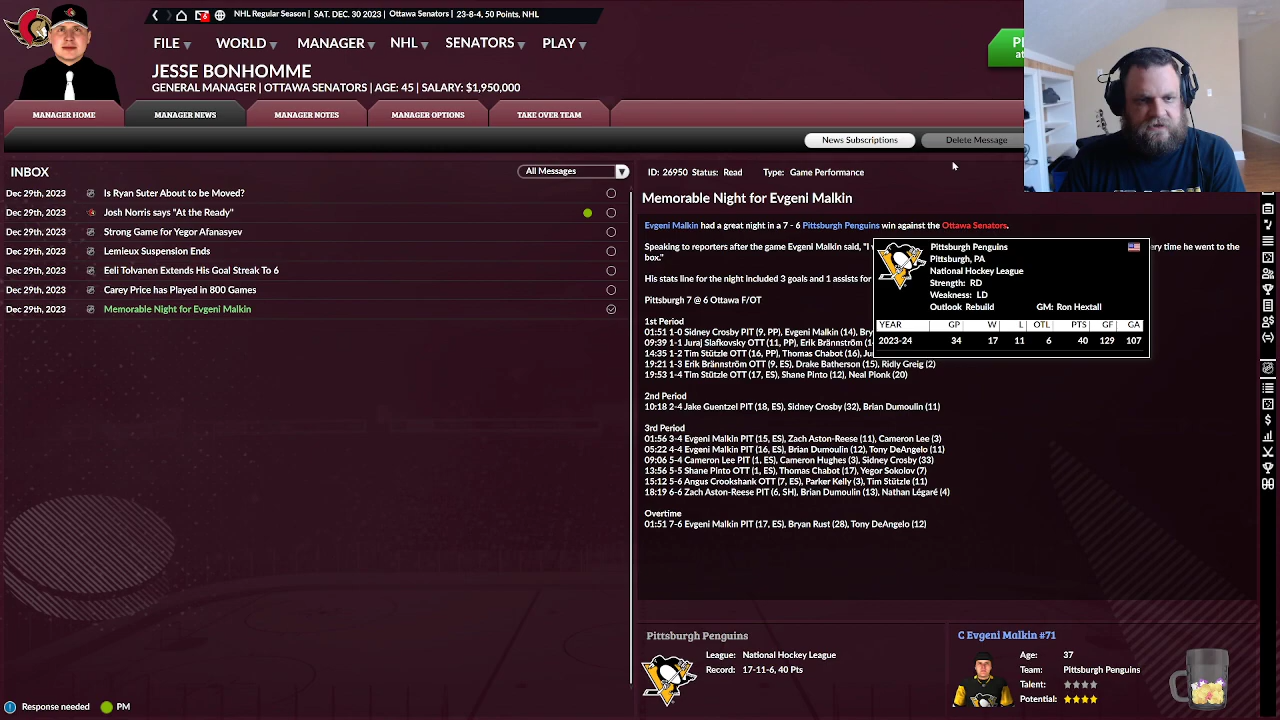 NHL Regular Season | SAT. DEC. 30 2023 | Ottawa Senators | 23-8-4, 50 Points, NHL
FILE WORLD MANAGER NHL SENATORS PLAY
JESSE BONHOMME
GENERAL MANAGER | OTTAWA SENATORS | AGE: 45 | SALARY: $1,950,000
MANAGER HOME MANAGER NEWS MANAGER NOTES MANAGER OPTIONS TAKE OVER TEAM
News Subscriptions Delete Message
INBOX All Messages
Dec 29th, 2023 Is Ryan Suter About to be Moved?
Dec 29th, 2023 Josh Norris says "At the Ready"
Dec 29th, 2023 Strong Game for Yegor Afanasyev
Dec 29th, 2023 Lemieux Suspension Ends
Dec 29th, 2023 Eeli Tolvanen Extends His Goal Streak To 6
Dec 29th, 2023 Carey Price has Played in 800 Games
Dec 29th, 2023 Memorable Night for Evgeni Malkin
ID: 26950 Status: Read Type: Game Performance
Memorable Night for Evgeni Malkin
Evgeni Malkin had a great night in a 7 - 6 Pittsburgh Penguins win against the Ottawa Senators.
Speaking to reporters after the game Evgeni Malkin said, "I time he went to the
box."
His stats line for the night included 3 goals and 1 assists for
Pittsburgh 7 @ 6 Ottawa F/OT
1st Period
01:51 1-0 Sidney Crosby PIT (9, PP), Evgeni Malkin (14),
09:39 1-1 Juraj Slafkovsky OTT (11, PP), Erik Brännström
14:35 1-2 Tim Stützle OTT (16, PP), Thomas Chabot (16),
19:21 1-3 Erik Brännström OTT (9, ES), Drake Batherson (15), Ridly Greig (2)
19:53 1-4 Tim Stützle OTT (17, ES), Shane Pinto (12), Neal Pionk (20)
2nd Period
10:18 2-4 Jake Guentzel PIT (18, ES), Sidney Crosby (32), Brian Dumoulin (11)
3rd Period
01:56 3-4 Evgeni Malkin PIT (15, ES), Zach Aston-Reese (11), Cameron Lee (3)
05:22 4-4 Evgeni Malkin PIT (16, ES), Brian Dumoulin (12), Tony DeAngelo (11)
09:06 5-4 Cameron Lee PIT (1, ES), Cameron Hughes (3), Sidney Crosby (33)
13:56 5-5 Shane Pinto OTT (1, ES), Thomas Chabot (17), Yegor Sokolov (7)
15:12 5-6 Angus Crookshank OTT (7, ES), Parker Kelly (3), Tim Stützle (11)
18:19 6-6 Zach Aston-Reese PIT (6, SH), Brian Dumoulin (13), Nathan Légaré (4)
Overtime
01:51 7-6 Evgeni Malkin PIT (17, ES), Bryan Rust (28), Tony DeAngelo (12)
Pittsburgh Penguins
Pittsburgh, PA
National Hockey League
Strength: RD
Weakness: LD
Outlook Rebuild GM: Ron Hextall
YEAR GP W L OTL PTS GF GA
2023-24 34 17 11 6 40 129 107
Pittsburgh Penguins
League: National Hockey League
Record: 17-11-6, 40 Pts
C Evgeni Malkin #71
Age: 37
Team: Pittsburgh Penguins
Talent:
Potential:
Response needed PM